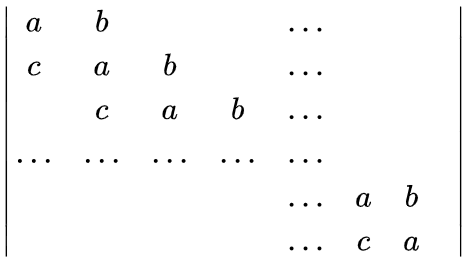 a b …
c a b …
c a b …
… … … … …
… a b
… c a